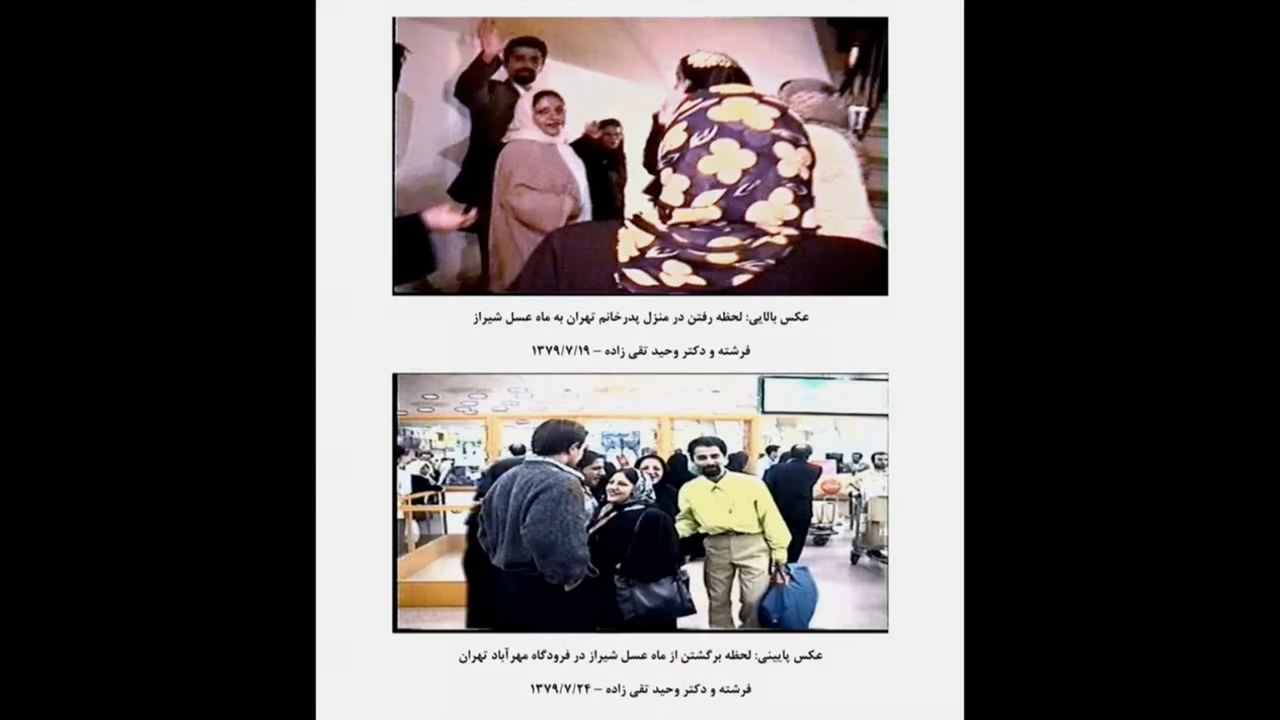 عکس بالایی: لحظه رفتن در منزل پدرخانم تهران به ماه عسل شیراز
فرشته و دکتر وحید تقی زاده – ۱۳۷۹/۷/۱۹
عکس پایینی: لحظه برگشتن از ماه عسل شیراز در فرودگاه مهرآباد تهران
فرشته و دکتر وحید تقی زاده – ۱۳۷۹/۷/۲۴